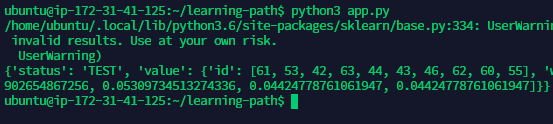 ubuntu@ip-172-31-41-125:~/learning-path$ python3 app.py
/home/ubuntu/.local/lib/python3.6/site-packages/sklearn/base.py:334: UserWarnin
invalid results. Use at your own risk.
UserWarning)
{'status': 'TEST', 'value': {'id': [61, 53, 42, 63, 44, 43, 46, 62, 60, 55], '
902654867256, 0.05309734513274336, 0.04424778761061947, 0.04424778761061947]}}
ubuntu@ip-172-31-41-125:~/learning-path$